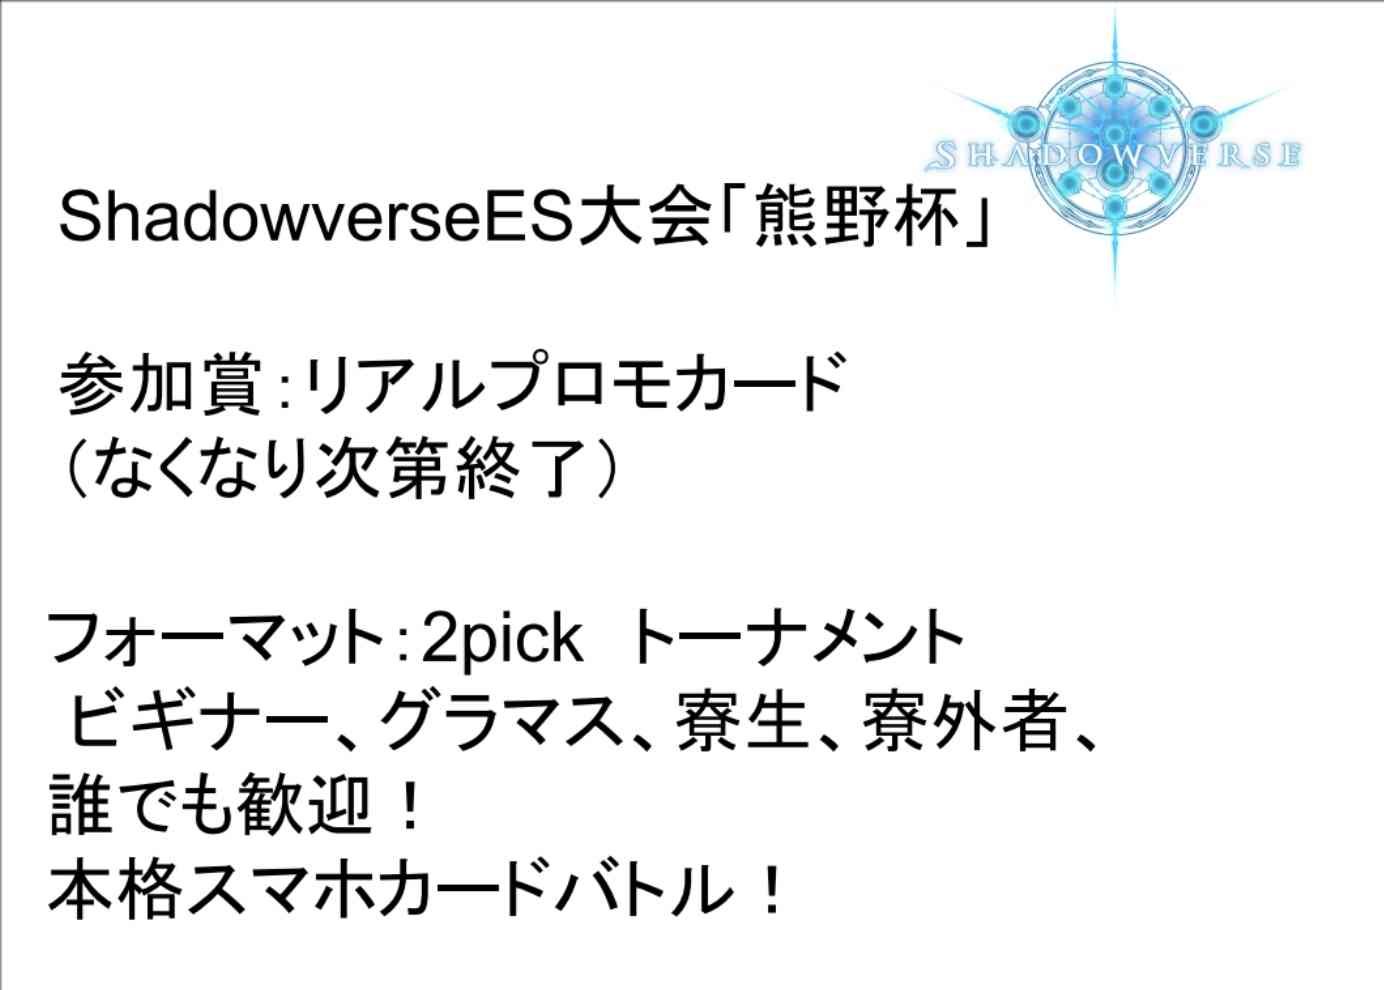 SHADOWVERSE
ShadowverseES大会「熊野杯」
参加賞：リアルプロモカード
（なくなり次第終了）
フォーマット：2pick　トーナメント
ビギナー、グラマス、寮生、寮外者、
誰でも歓迎！
本格スマホカードバトル！